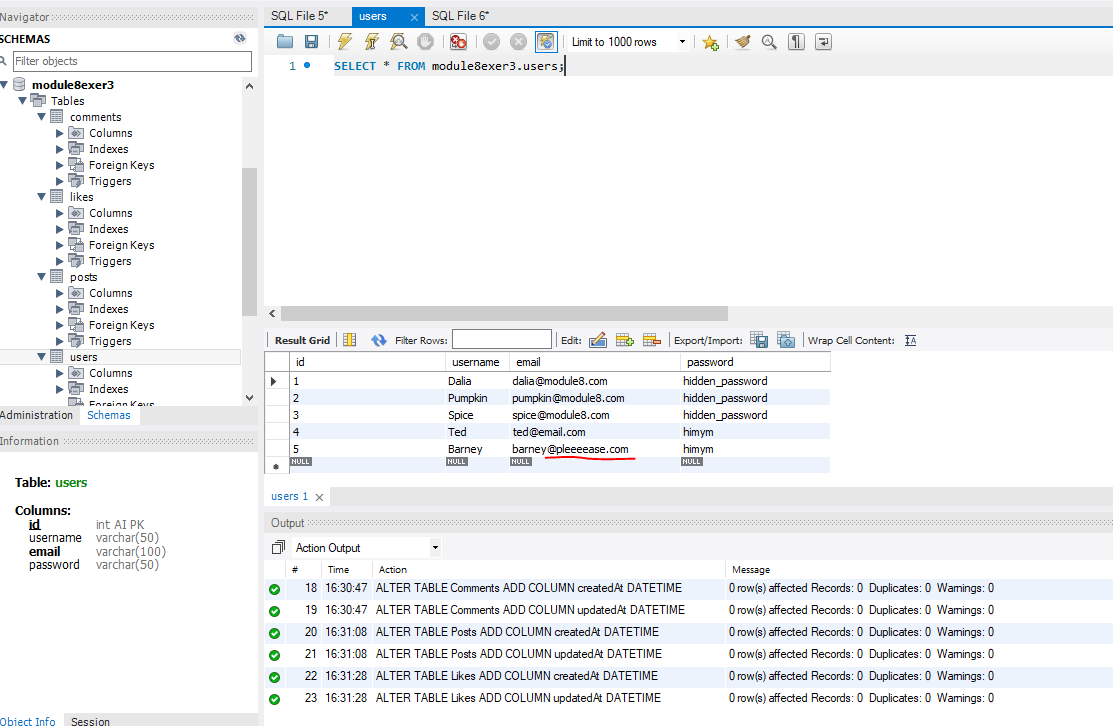 Navigator
SCHEMAS
Filter objects
module8exer3
Tables
comments
Columns
Indexes
Foreign Keys
Triggers
likes
Columns
Indexes
Foreign Keys
Triggers
posts
Columns
Indexes
Foreign Keys
Triggers
users
Columns
Indexes
Foreign Keys
Administration Schemas
Information
Table: users
Columns:
id int AI PK
username varchar(50)
email varchar(100)
password varchar(50)
Object Info Session
SQL File 5* users SQL File 6*
Limit to 1000 rows
1 SELECT * FROM module8exer3.users;
Result Grid Filter Rows: Edit: Export/Import: Wrap Cell Content:
id username email password
1 Dalia dalia@module8.com hidden_password
2 Pumpkin pumpkin@module8.com hidden_password
3 Spice spice@module8.com hidden_password
4 Ted ted@email.com himym
5 Barney barney@pleeeease.com himym
NULL NULL NULL NULL
users 1
Output
Action Output
# Time Action Message
18 16:30:47 ALTER TABLE Comments ADD COLUMN createdAt DATETIME 0 row(s) affected Records: 0 Duplicates: 0 Warnings: 0
19 16:30:47 ALTER TABLE Comments ADD COLUMN updatedAt DATETIME 0 row(s) affected Records: 0 Duplicates: 0 Warnings: 0
20 16:31:08 ALTER TABLE Posts ADD COLUMN createdAt DATETIME 0 row(s) affected Records: 0 Duplicates: 0 Warnings: 0
21 16:31:08 ALTER TABLE Posts ADD COLUMN updatedAt DATETIME 0 row(s) affected Records: 0 Duplicates: 0 Warnings: 0
22 16:31:28 ALTER TABLE Likes ADD COLUMN createdAt DATETIME 0 row(s) affected Records: 0 Duplicates: 0 Warnings: 0
23 16:31:28 ALTER TABLE Likes ADD COLUMN updatedAt DATETIME 0 row(s) affected Records: 0 Duplicates: 0 Warnings: 0